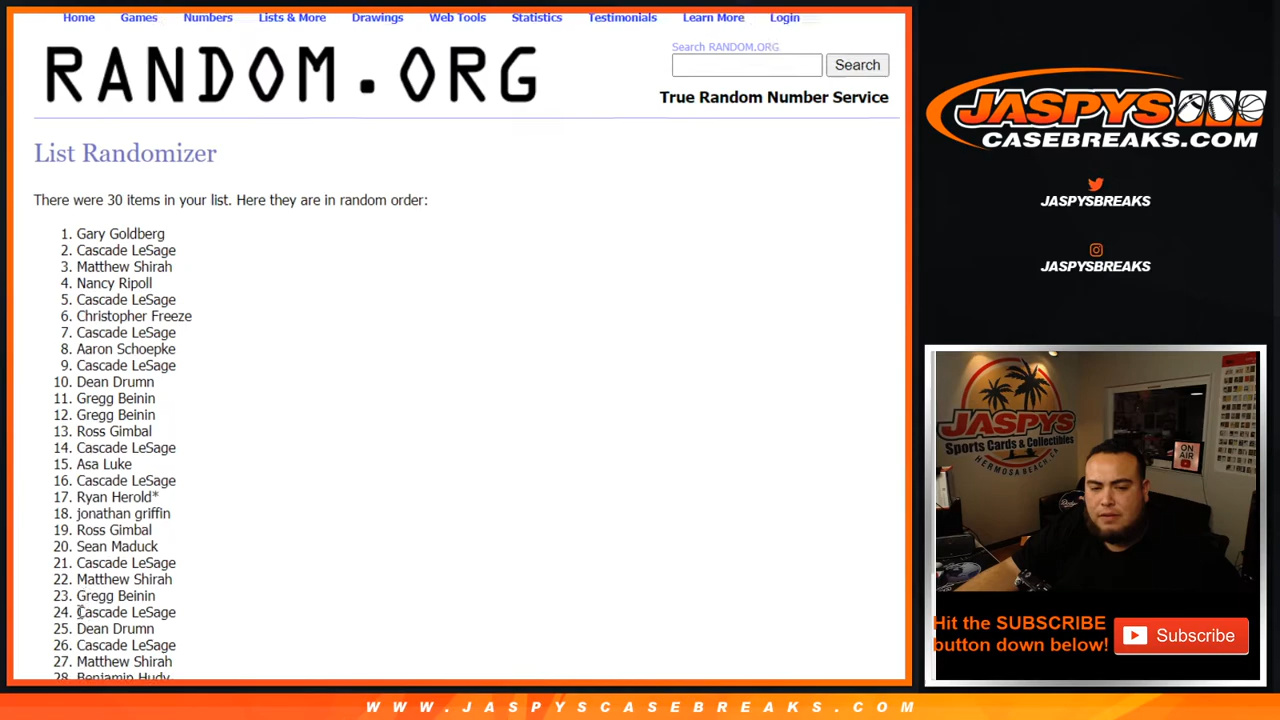 Home Games Numbers Lists & More Drawings Web Tools Statistics Testimonials Learn More Login
RANDOM.ORG
Search RANDOM.ORG
Search
True Random Number Service
List Randomizer
There were 30 items in your list. Here they are in random order:
1. Gary Goldberg
2. Cascade LeSage
3. Matthew Shirah
4. Nancy Ripoll
5. Cascade LeSage
6. Christopher Freeze
7. Cascade LeSage
8. Aaron Schoepke
9. Cascade LeSage
10. Dean Drumn
11. Gregg Beinin
12. Gregg Beinin
13. Ross Gimbal
14. Cascade LeSage
15. Asa Luke
16. Cascade LeSage
17. Ryan Herold*
18. jonathan griffin
19. Ross Gimbal
20. Sean Maduck
21. Cascade LeSage
22. Matthew Shirah
23. Gregg Beinin
24. Cascade LeSage
25. Dean Drumn
26. Cascade LeSage
27. Matthew Shirah
28. Benjamin Hudy
JASPYS
CASEBREAKS.COM
JASPYSBREAKS
JASPYSBREAKS
JASPYS
Sports Cards & Collectibles
HERMOSA BEACH, CA
ON
AIR
Hit the SUBSCRIBE
button down below!
Subscribe
WWW.JASPYSCASEBREAKS.COM